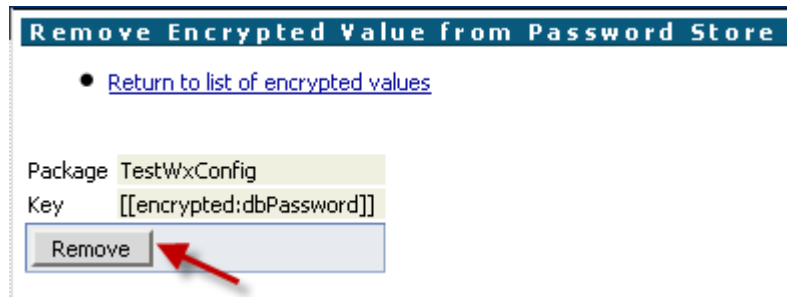 Remove Encrypted Value from Password Store
Return to list of encrypted values
Package TestWxConfig
Key [[encrypted:dbPassword]]
Remove